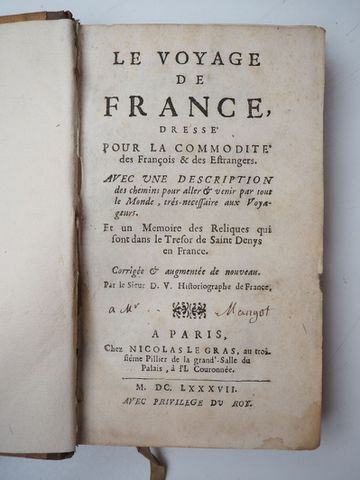 LE VOYAGE
DE
FRANCE,
DRESSE'
POUR LA COMMODITE'
des François & des Estrangers.
AVEC UNE DESCRIPTION
des chemins pour aller & venir par tout
le Monde, trés-necessaire aux Voya-
geurs.
Et un Memoire des Reliques qui
sont dans le Tresor de Saint Denys
en France.
Corrigée & augmentée de nouveau.
Par le Sieur D. V. Historiographe de France,
a Mr. .. Mangot
A PARIS,
Chez NICOLAS LE GRAS, au troi-
siéme Pillier de la grand'-Salle du
Palais, à l'L Couronnée.
M. DC. LXXXVII.
AVEC PRIVILEGE DU ROY.